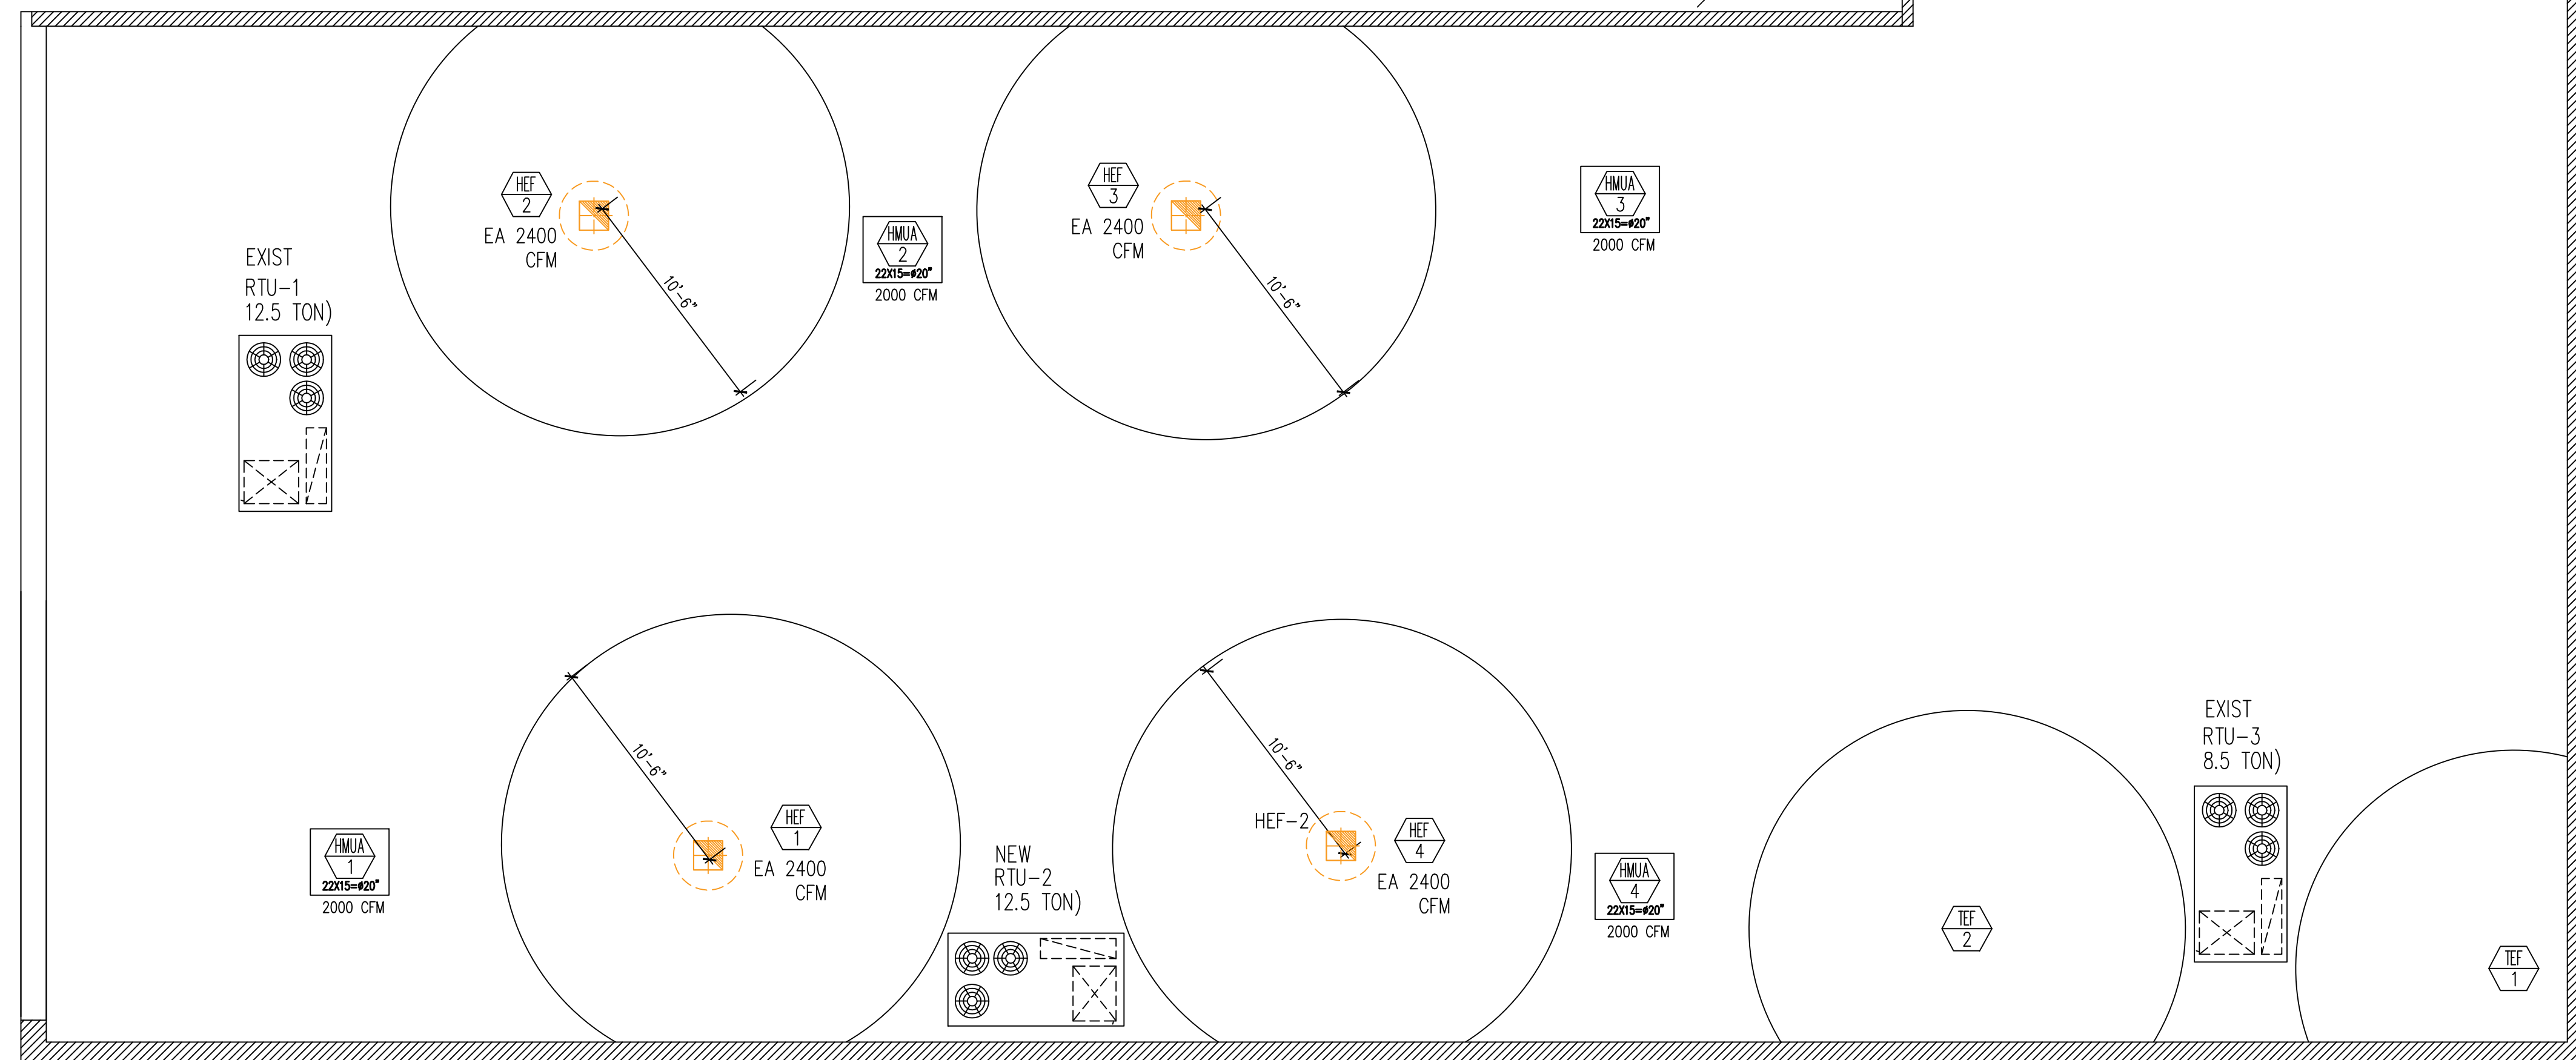 HEF
2
EA 2400
CFM
10'-6"
HMUA
2
22X15=ø20"
2000 CFM
HEF
3
EA 2400
CFM
10'-6"
HMUA
3
22X15=ø20"
2000 CFM
EXIST
RTU-1
12.5 TON)
10'-6"
HEF
1
EA 2400
CFM
HMUA
1
22X15=ø20"
2000 CFM
NEW
RTU-2
12.5 TON)
10'-6"
HEF-2
HEF
4
EA 2400
CFM
HMUA
4
22X15=ø20"
2000 CFM
TEF
2
EXIST
RTU-3
8.5 TON)
TEF
1